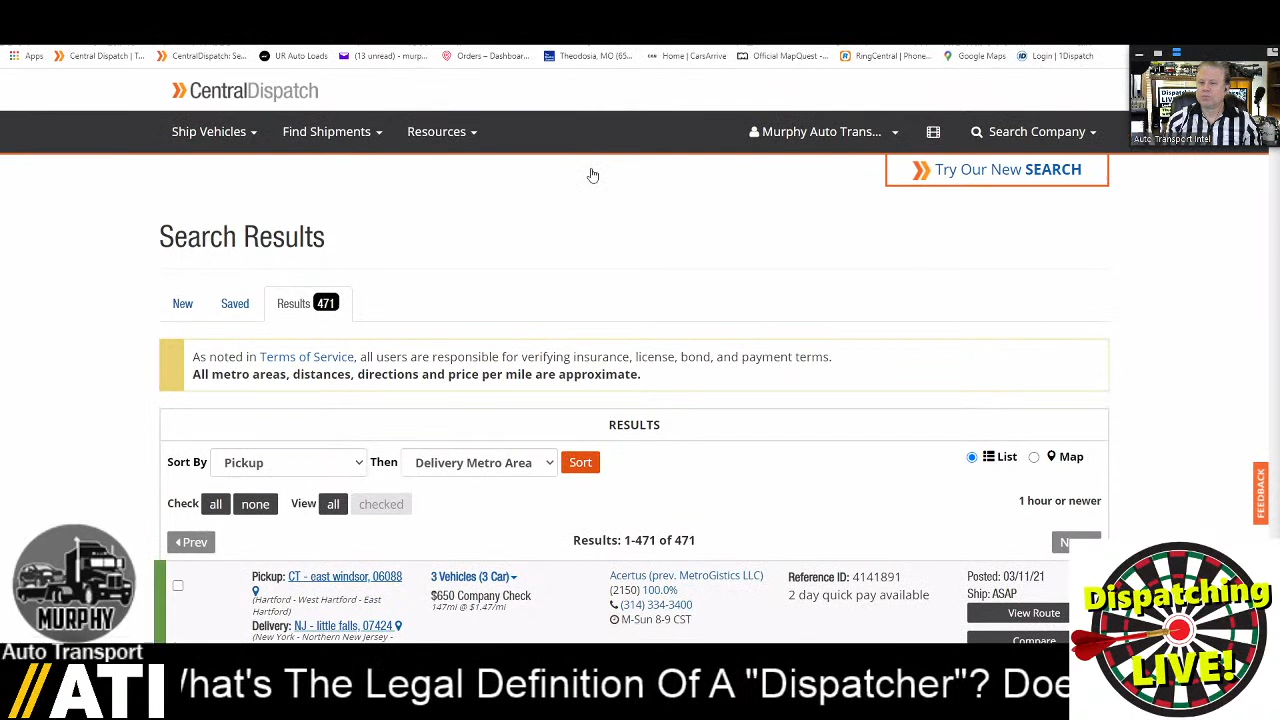 Apps Central Dispatch | T... CentralDispatch: Se... UR Auto Loads (13 unread) - murp... Orders – Dashboar... Theodosia, MO (65... Home | CarsArrive Official MapQuest -... RingCentral | Phone... Google Maps Login | 1Dispatch
CentralDispatch
Ship Vehicles Find Shipments Resources Murphy Auto Trans... Search Company
Auto Transport Intel
Try Our New SEARCH
Search Results
New Saved Results 471
As noted in Terms of Service, all users are responsible for verifying insurance, license, bond, and payment terms.
All metro areas, distances, directions and price per mile are approximate.
RESULTS
Sort By Pickup Then Delivery Metro Area Sort List Map
Check all none View all checked 1 hour or newer
FEEDBACK
Prev Results: 1-471 of 471
Pickup: CT - east windsor, 06088
(Hartford - West Hartford - East
Hartford)
Delivery: NJ - little falls, 07424
(New York - Northern New Jersey -
3 Vehicles (3 Car)
$650 Company Check
147mi @ $1.47/mi
Acertus (prev. MetroGistics LLC)
(2150) 100.0%
(314) 334-3400
M-Sun 8-9 CST
Reference ID: 4141891
2 day quick pay available
Posted: 03/11/21
Ship: ASAP
View Route
Compare
MURPHY
Auto Transport
Dispatching
LIVE!
//ATI
What's The Legal Definition Of A "Dispatcher"? Doe